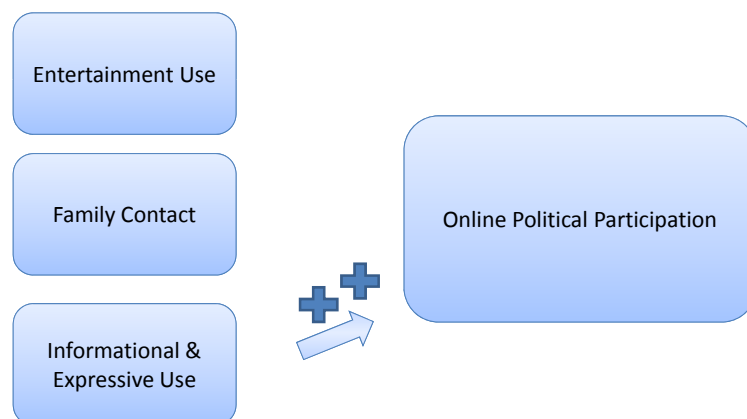 Entertainment Use
Family Contact
Online Political Participation
Informational &
Expressive Use